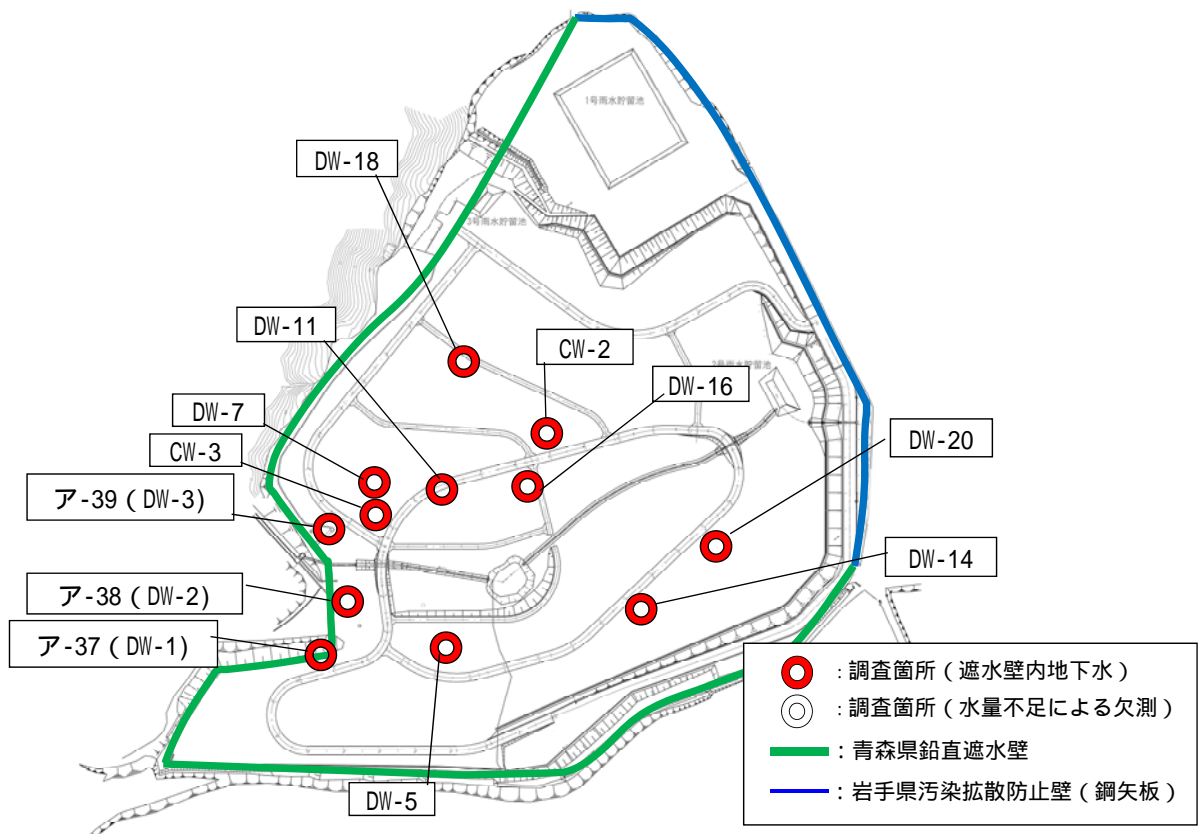 1号雨水貯留池
DW-18
3号雨水貯留池
DW-11
CW-2
2号雨水貯留池
DW-16
DW-7
DW-20
CW-3
ア-39(DW-3)
DW-14
ア-38(DW-2)
ア-37(DW-1)
DW-5
:調査箇所(遮水壁内地下水)
:調査箇所(水量不足による欠測)
:青森県鉛直遮水壁
:岩手県汚染拡散防止壁(鋼矢板)